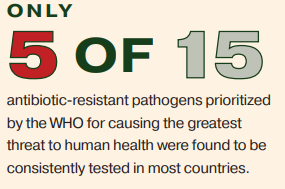 ONLY
5 OF 15
antibiotic-resistant pathogens prioritized
by the WHO for causing the greatest
threat to human health were found to be
consistently tested in most countries.